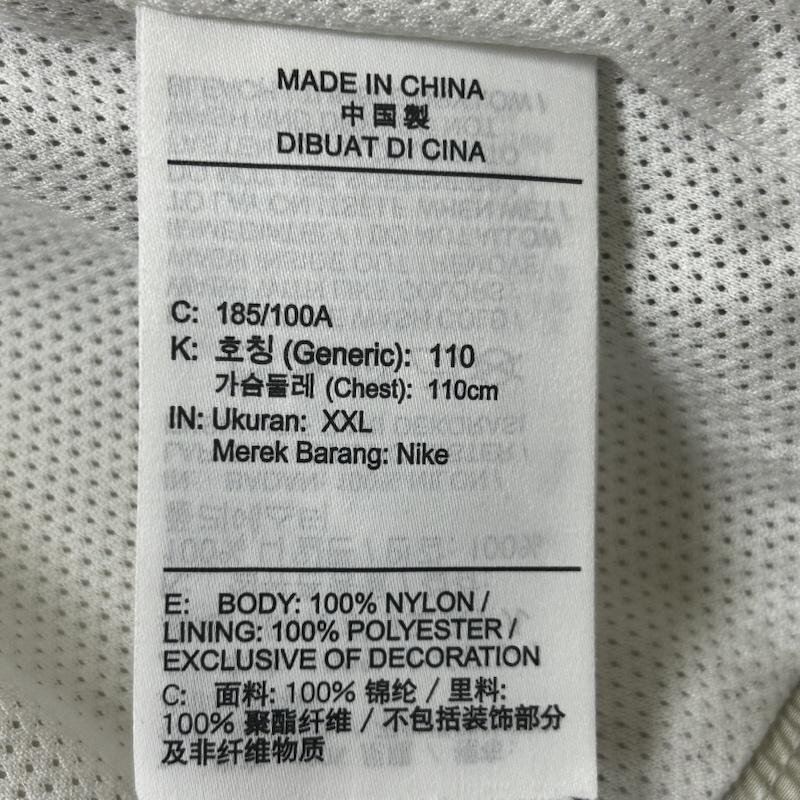 MADE IN CHINA
中国製
DIBUAT DI CINA
C: 185/100A
K: 호칭 (Generic): 110
가슴둘레 (Chest): 110cm
IN: Ukuran: XXL
Merek Barang: Nike
E: BODY: 100% NYLON /
LINING: 100% POLYESTER /
EXCLUSIVE OF DECORATION
C: 面料: 100% 锦纶 / 里料:
100% 聚酯纤维 / 不包括装饰部分
及非纤维物质